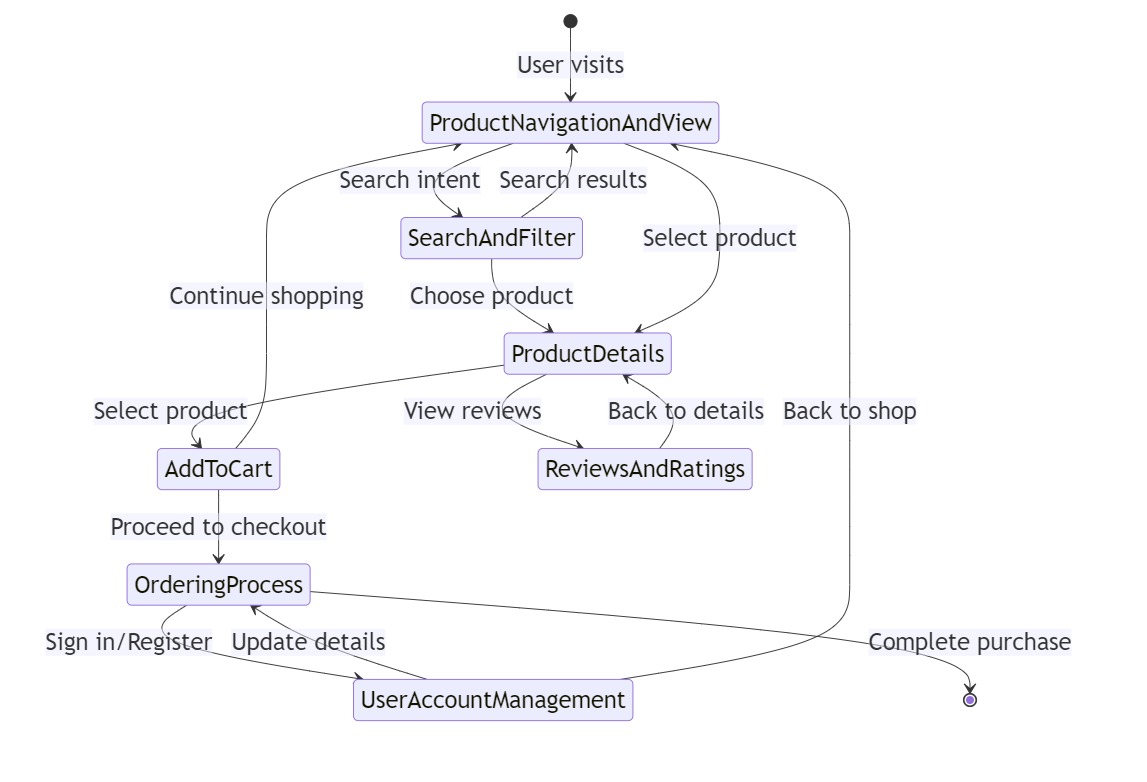 User visits
ProductNavigationAndView
Search intent
Search results
SearchAndFilter
Select product
Continue shopping
Choose product
ProductDetails
Select product
View reviews
Back to details
Back to shop
AddToCart
ReviewsAndRatings
Proceed to checkout
OrderingProcess
Sign in/Register
Update details
Complete purchase
UserAccountManagement